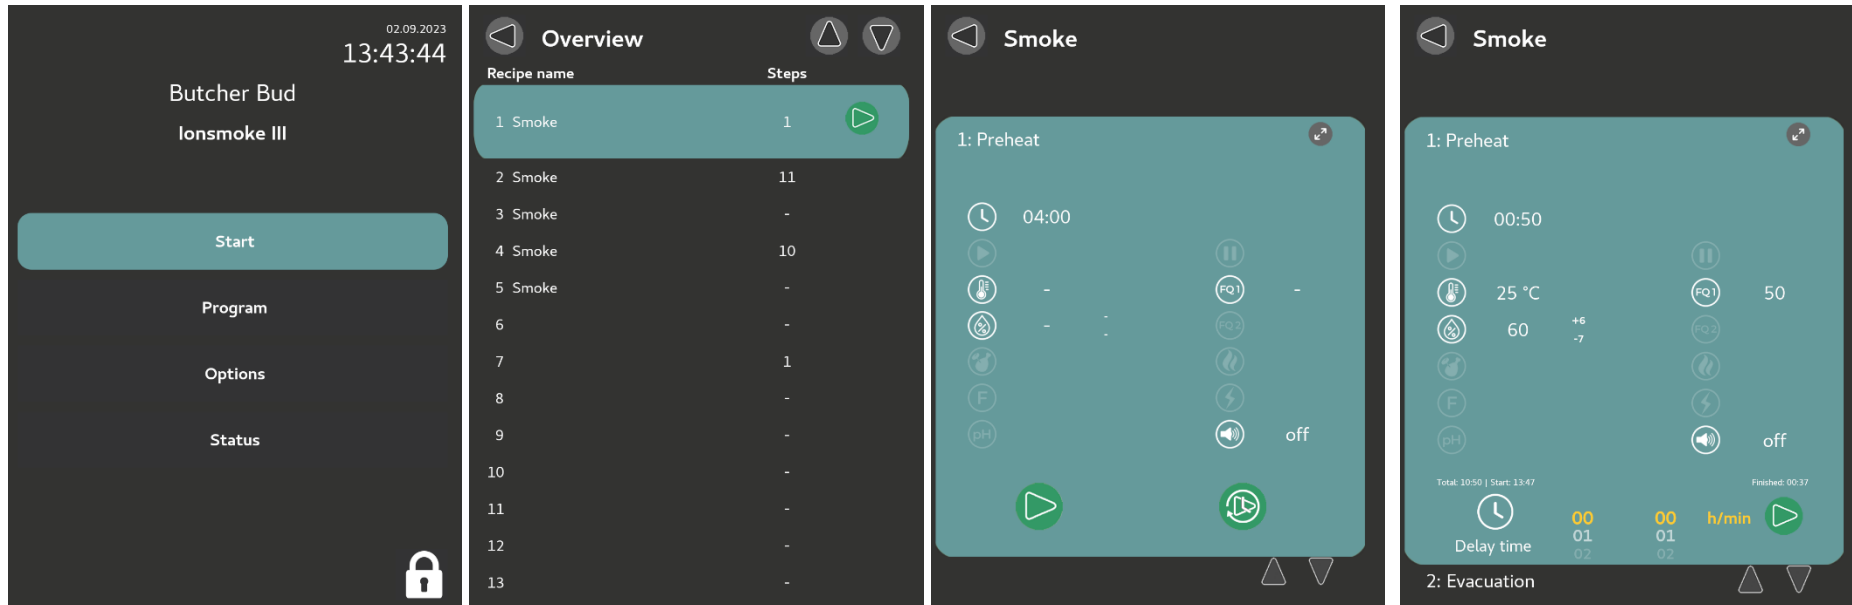 02.09.2023
13:43:44
Butcher Bud
Ionsmoke III
Start
Program
Options
Status
Overview
Recipe name Steps
1 Smoke 1
2 Smoke 11
3 Smoke -
4 Smoke 10
5 Smoke -
6 -
7 1
8 -
9 -
10 -
11 -
12 -
13 -
Smoke
1: Preheat
04:00
- FQ1 -
% - - FQ2
-
F
pH off
Smoke
1: Preheat
00:50
25 °C FQ1 50
% 60 +6 FQ2
-7
F
pH off
Total: 10:50 | Start: 13:47 Finished: 00:37
00 00 h/min
01 01
Delay time 02 02
2: Evacuation